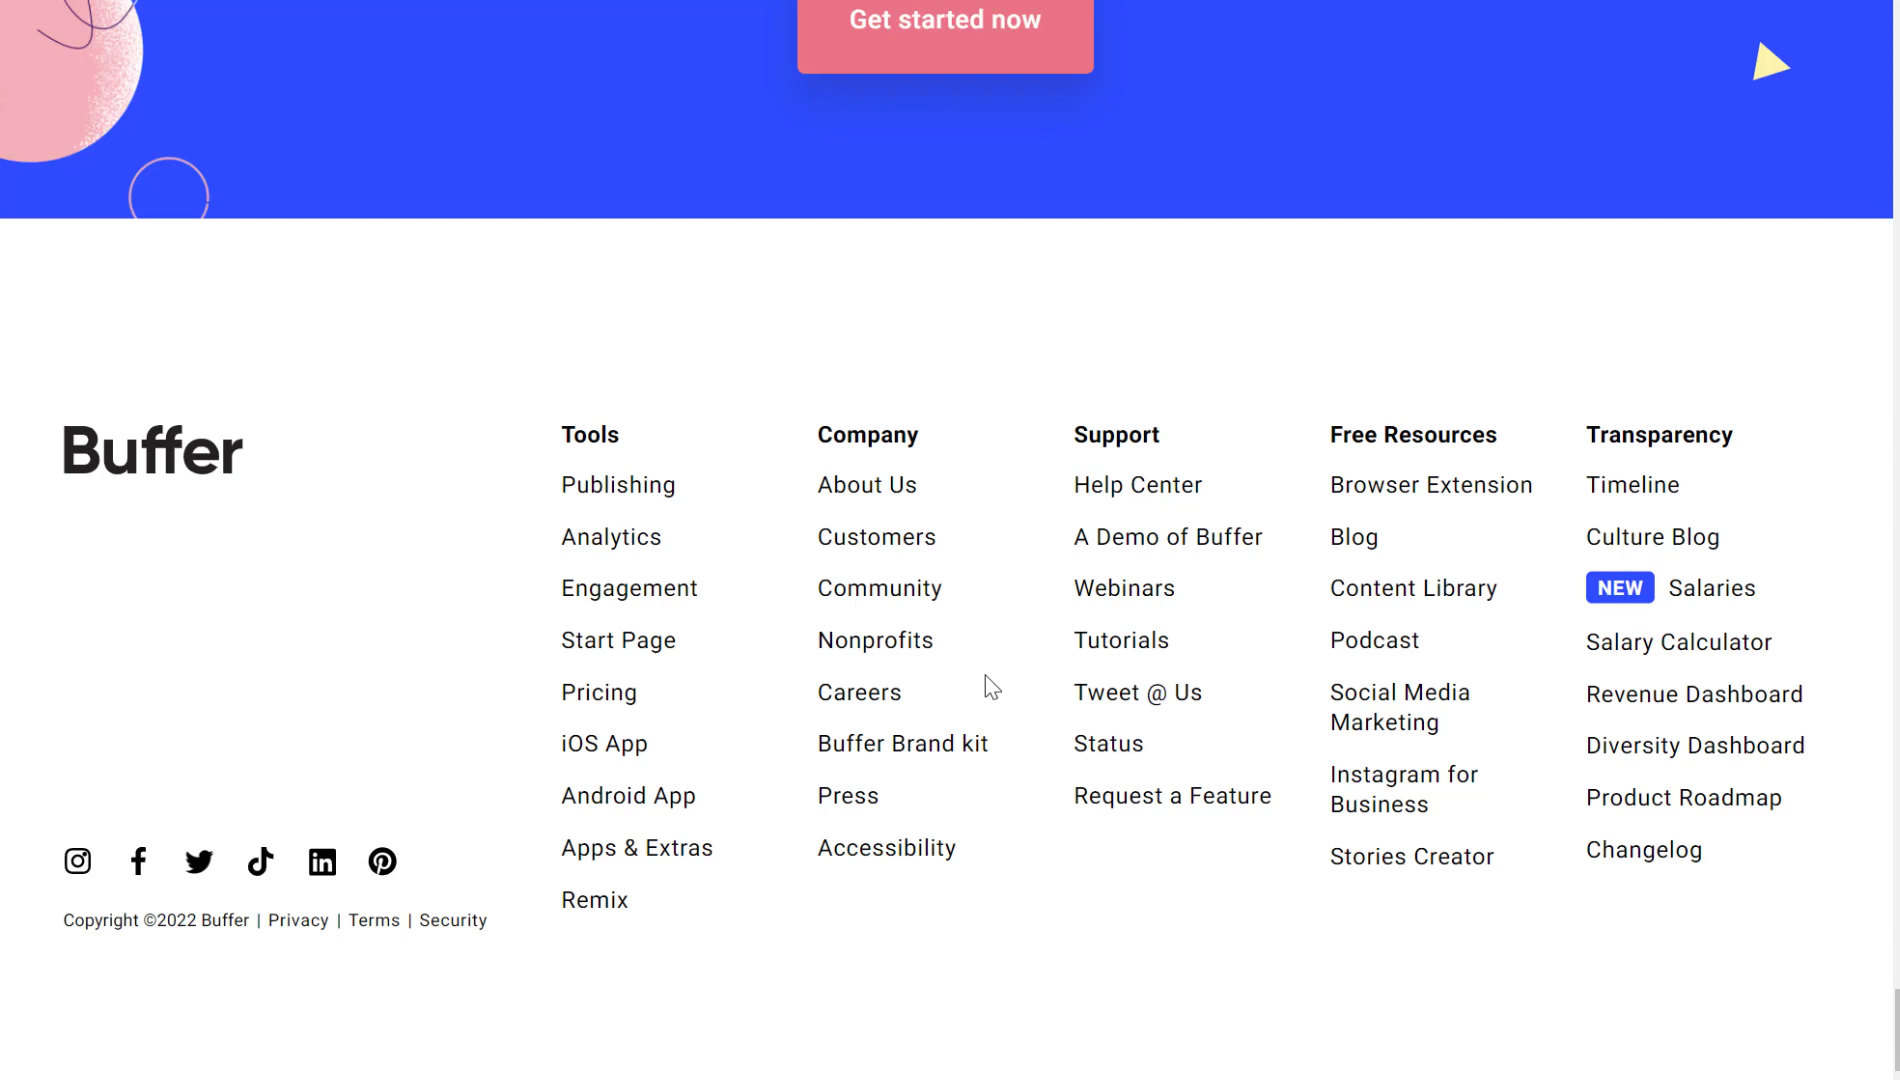 Get started now
Buffer
Tools
Publishing
Analytics
Engagement
Start Page
Pricing
iOS App
Android App
Apps & Extras
Remix
Company
About Us
Customers
Community
Nonprofits
Careers
Buffer Brand kit
Press
Accessibility
Support
Help Center
A Demo of Buffer
Webinars
Tutorials
Tweet @ Us
Status
Request a Feature
Free Resources
Browser Extension
Blog
Content Library
Podcast
Social Media
Marketing
Instagram for
Business
Stories Creator
Transparency
Timeline
Culture Blog
NEW Salaries
Salary Calculator
Revenue Dashboard
Diversity Dashboard
Product Roadmap
Changelog
Copyright ©2022 Buffer | Privacy | Terms | Security